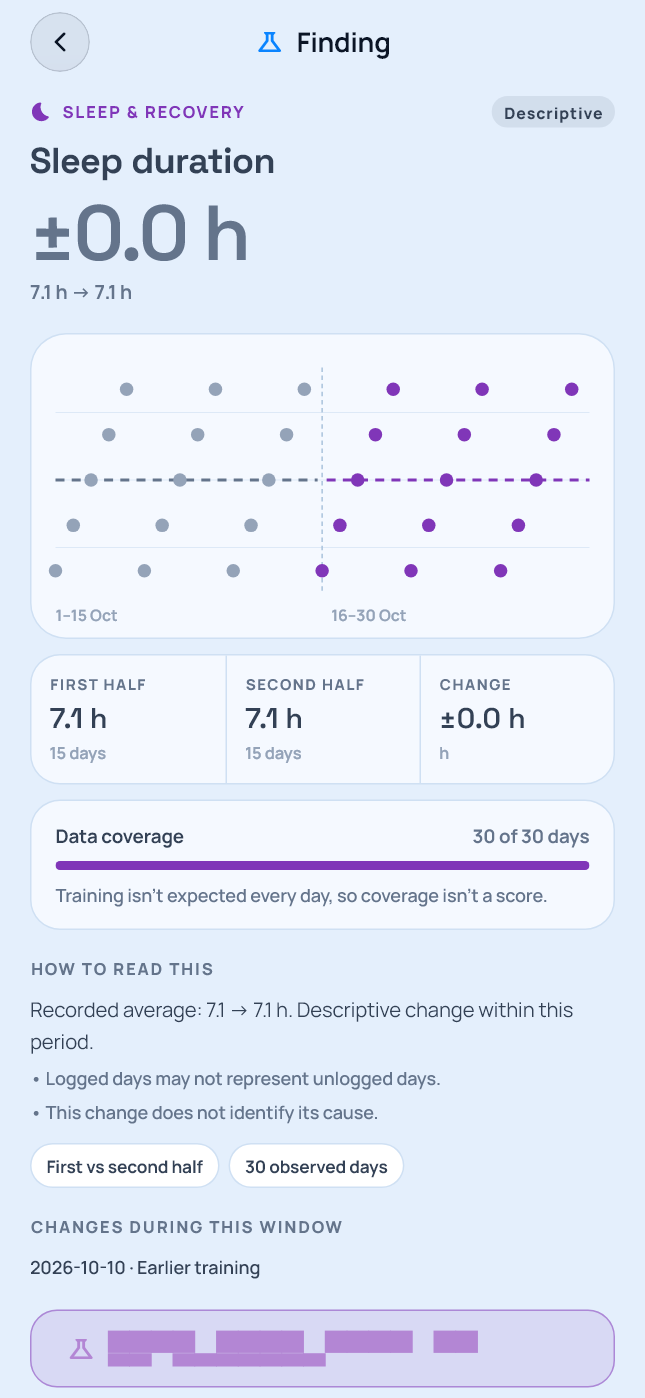 Finding
SLEEP & RECOVERY
Descriptive
Sleep duration
±0.0 h
7.1 h → 7.1 h
1–15 Oct
16–30 Oct
FIRST HALF
7.1 h
15 days
SECOND HALF
7.1 h
15 days
CHANGE
±0.0 h
h
Data coverage
30 of 30 days
Training isn't expected every day, so coverage isn't a score.
HOW TO READ THIS
Recorded average: 7.1 → 7.1 h. Descriptive change within this
period.
• Logged days may not represent unlogged days.
• This change does not identify its cause.
First vs second half
30 observed days
CHANGES DURING THIS WINDOW
2026-10-10 · Earlier training